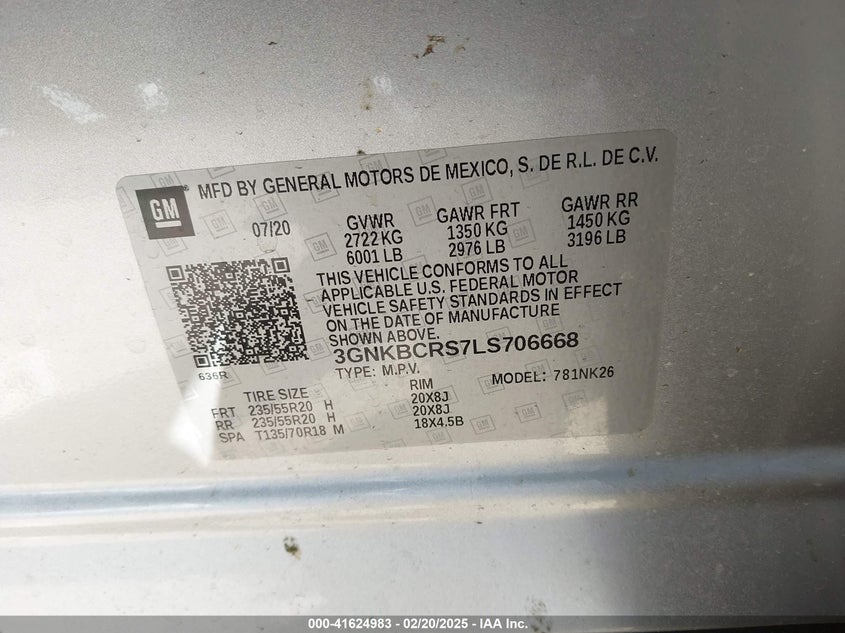 GM
MFD BY GENERAL MOTORS DE MEXICO, S. DE R.L. DE C.V.
07/20
GVWR
2722 KG
6001 LB
GAWR FRT
1350 KG
2976 LB
GAWR RR
1450 KG
3196 LB
THIS VEHICLE CONFORMS TO ALL
APPLICABLE U.S. FEDERAL MOTOR
VEHICLE SAFETY STANDARDS IN EFFECT
ON THE DATE OF MANUFACTURE
SHOWN ABOVE.
3GNKBCRS7LS706668
TYPE: M.P.V.
MODEL: 781NK26
636R
TIRE SIZE RIM
FRT 235/55R20 H 20X8J
RR 235/55R20 H 20X8J
SPA T135/70R18 M 18X4.5B
000-41624983 - 02/20/2025 - IAA Inc.